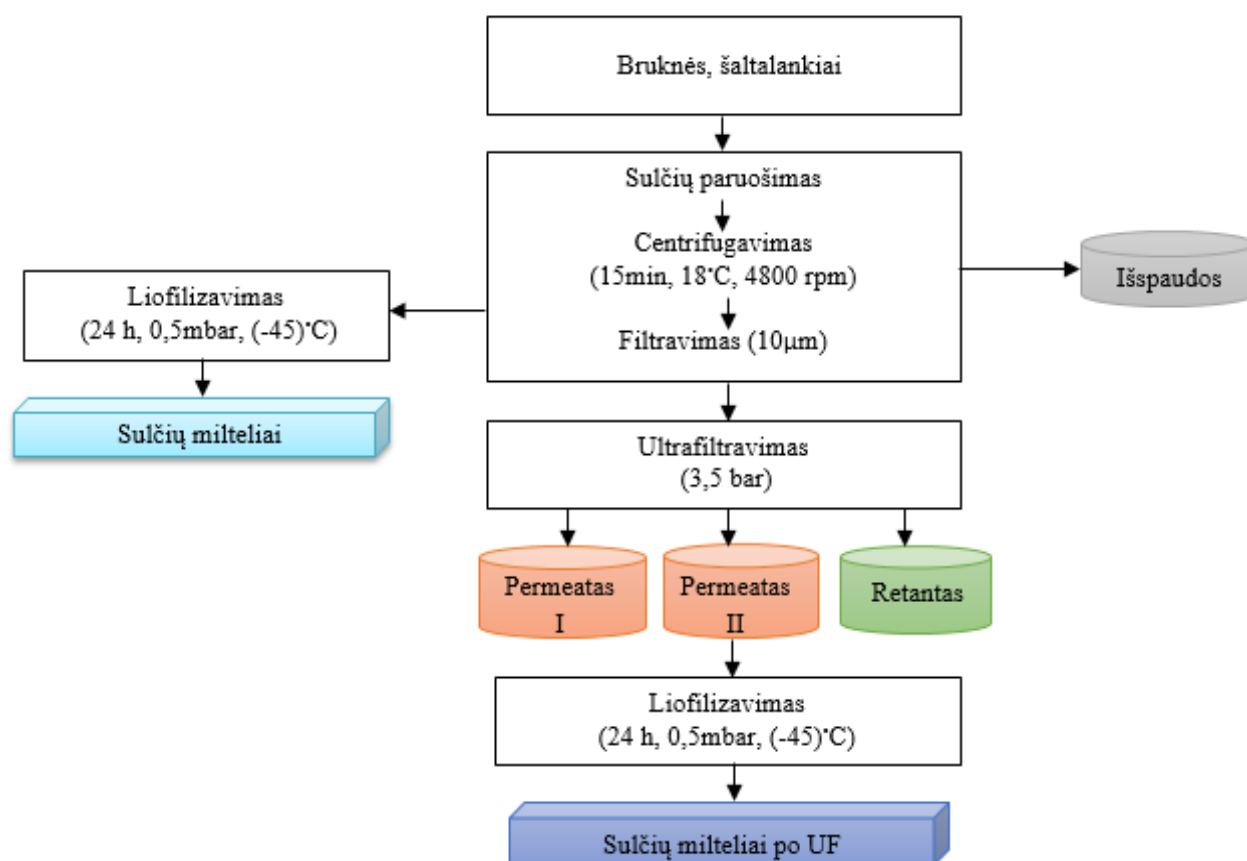 Bruknės, šaltalankiai
Sulčių paruošimas
Centrifugavimas
(15min, 18°C, 4800 rpm)
Filtravimas (10µm)
Išspaudos
Liofilizavimas
(24 h, 0,5mbar, (-45)°C)
Sulčių milteliai
Ultrafiltravimas
(3,5 bar)
Permeatas
I
Permeatas
II
Retantas
Liofilizavimas
(24 h, 0,5mbar, (-45)°C)
Sulčių milteliai po UF